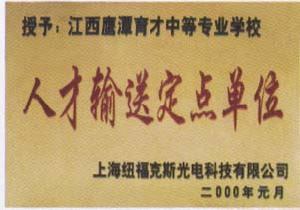 授予：江西鹰潭育才中等专业学校
人才输送定点单位
上海纽福克斯光电科技有限公司
二000年元月